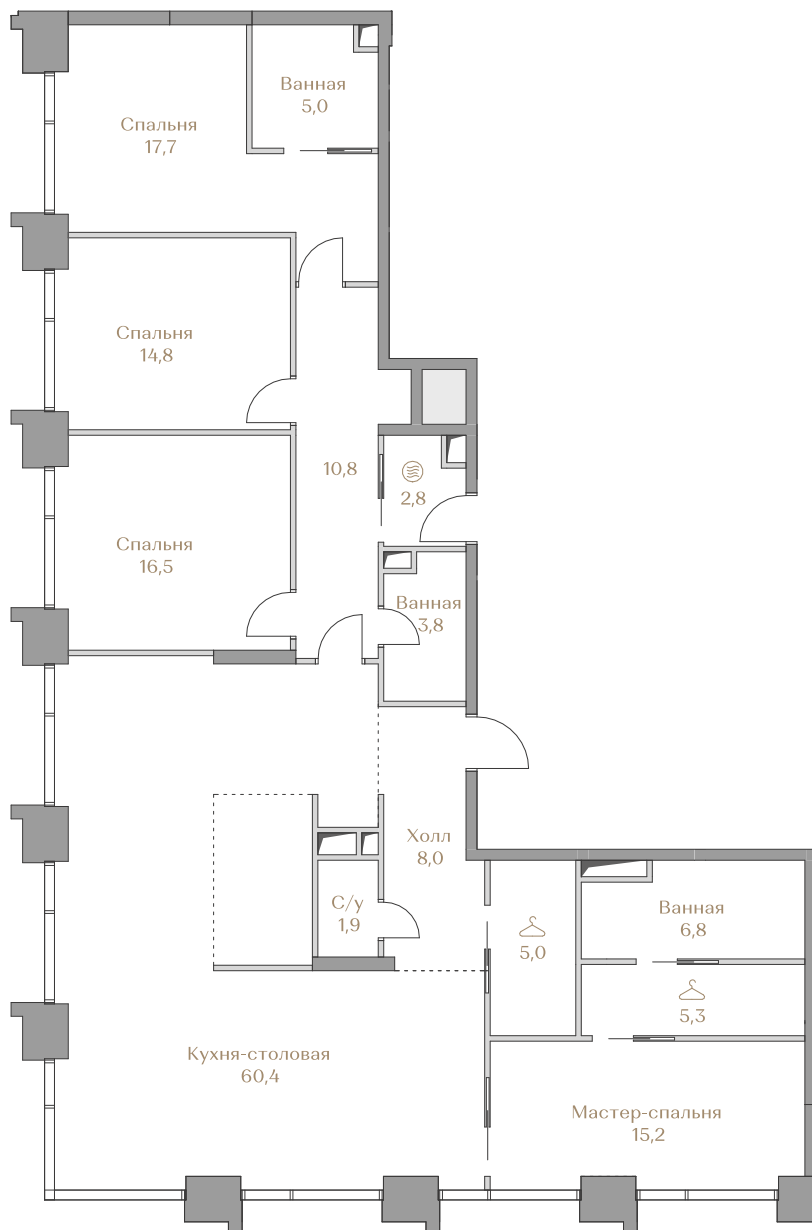 Ванная
5,0
Спальня
17,7
Спальня
14,8
10,8
2,8
Спальня
16,5
Ванная
3,8
Холл
8,0
С/у
1,9
Ванная
6,8
5,0
5,3
Кухня-столовая
60,4
Мастер-спальня
15,2